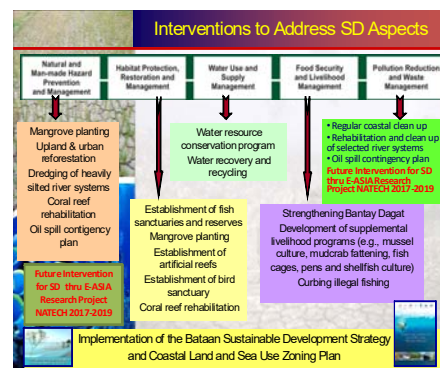 Interventions to Address SD Aspects
Natural and
Man-made Hazard
Prevention
and Management
Habitat Protection,
Restoration and
Management
Water Use and
Supply
Management
Food Security
and Livelihood
Management
Pollution Reduction
and Waste
Management
Mangrove planting
Upland & urban
reforestation
Dredging of heavily
silted river systems
Coral reef
rehabilitation
Oil spill contigency
plan
Future Intervention
for SD thru E-ASIA
Research Project
NATECH 2017-2019
Establishment of fish
sanctuaries and reserves
Mangrove planting
Establishment of
artificial reefs
Establishment of bird
sanctuary
Coral reef rehabilitation
Water resource
conservation program
Water recovery and
recycling
Strengthening Bantay Dagat
Development of supplemental
livelihood programs (e.g., mussel
culture, mudcrab fattening, fish
cages, pens and shellfish culture)
Curbing illegal fishing
• Regular coastal clean up
• Rehabilitation and clean up
of selected river systems
• Oil spill contingency plan
Future Intervention for SD
thru E-ASIA Research
Project NATECH 2017-2019
Implementation of the Bataan Sustainable Development Strategy
and Coastal Land and Sea Use Zoning Plan